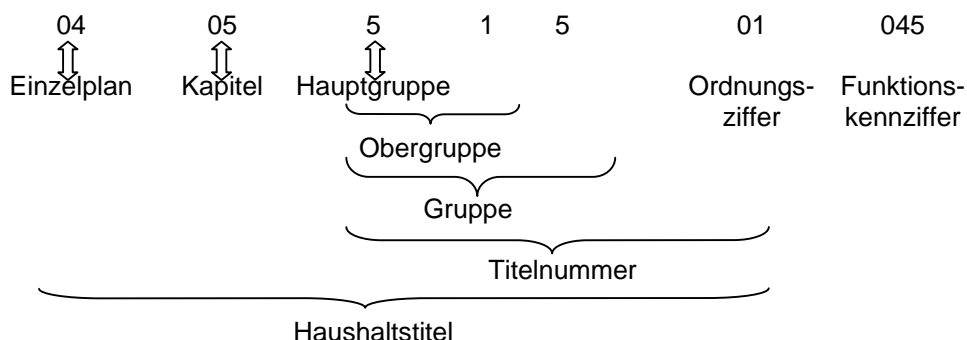 04 05 5 1 5 01 045
Einzelplan Kapitel Hauptgruppe Ordnungs- Funktions-
ziffer kennziffer
Obergruppe
Gruppe
Titelnummer
Haushaltstitel